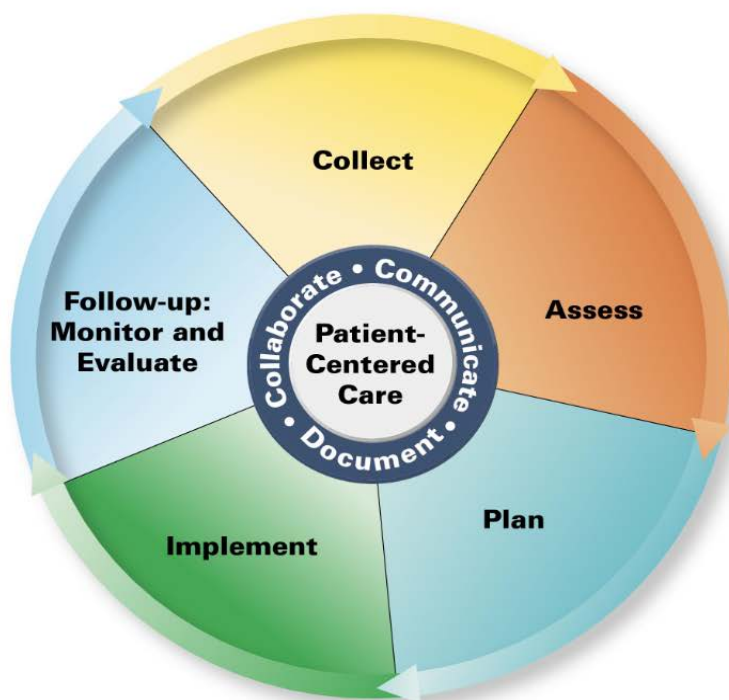 Collect
Assess
Plan
Implement
Follow-up:
Monitor and
Evaluate
Collaborate • Communicate • Document •
Patient-
Centered
Care